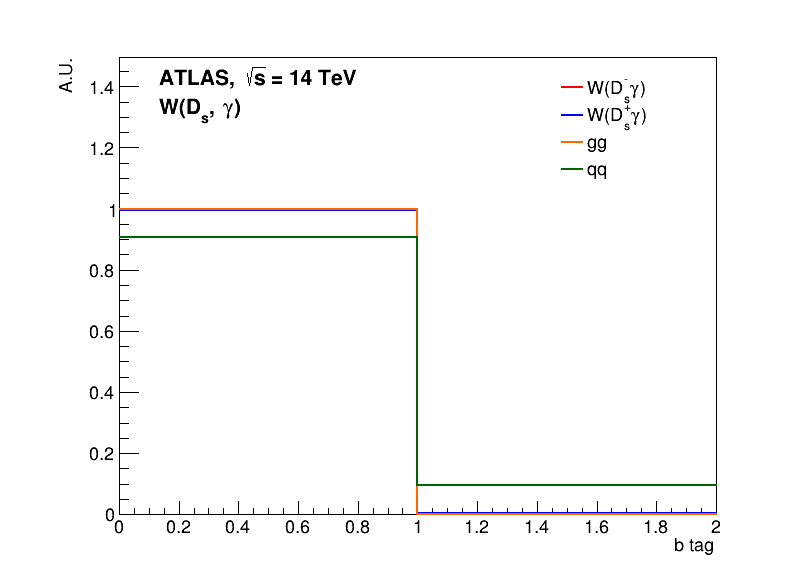 A.U.
ATLAS, √s = 14 TeV
W(Dₛ, γ)
W(Dₛ⁻γ)
W(Dₛ⁺γ)
gg
qq
1.4
1.2
1
0.8
0.6
0.4
0.2
0
0 0.2 0.4 0.6 0.8 1 1.2 1.4 1.6 1.8 2
b tag